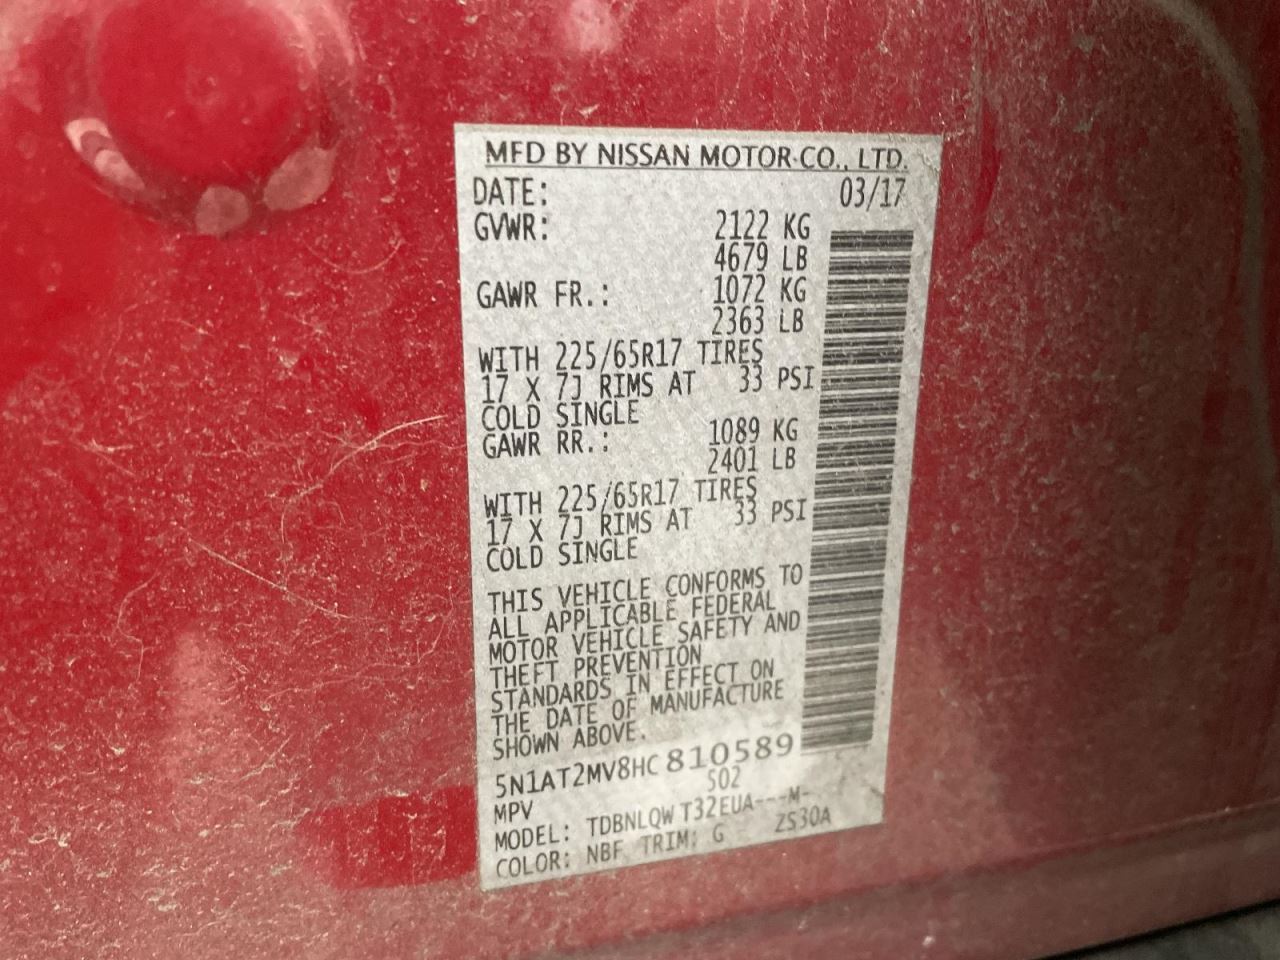 MFD BY NISSAN MOTOR CO., LTD.
DATE: 03/17
GVWR: 2122 KG
4679 LB
GAWR FR.: 1072 KG
2363 LB
WITH 225/65R17 TIRES
17 X 7J RIMS AT 33 PSI
COLD SINGLE
GAWR RR.: 1089 KG
2401 LB
WITH 225/65R17 TIRES
17 X 7J RIMS AT 33 PSI
COLD SINGLE
THIS VEHICLE CONFORMS TO
ALL APPLICABLE FEDERAL
MOTOR VEHICLE SAFETY AND
THEFT PREVENTION
STANDARDS IN EFFECT ON
THE DATE OF MANUFACTURE
SHOWN ABOVE.
5N1AT2MV8HC810589
MPV S02
MODEL: TDBNLQW T32EUA---M-
COLOR: NBF TRIM: G ZS30A